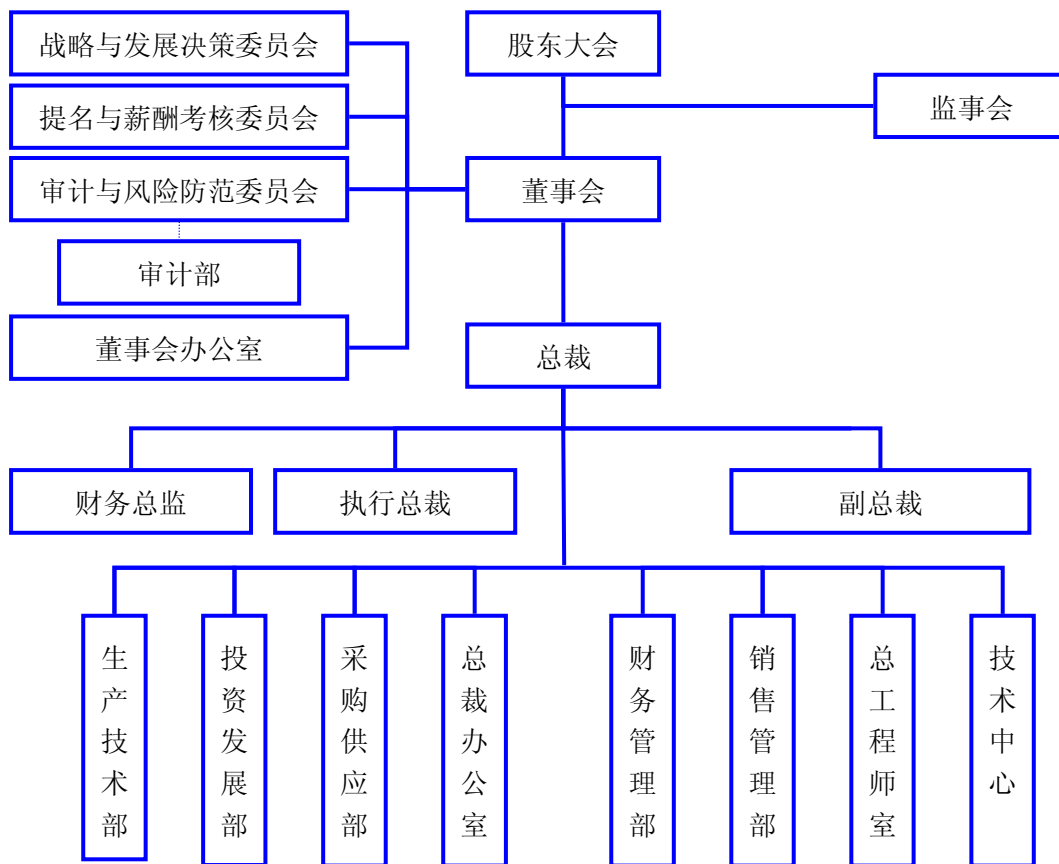 战略与发展决策委员会
股东大会
提名与薪酬考核委员会
监事会
审计与风险防范委员会
董事会
审计部
董事会办公室
总裁
财务总监
执行总裁
副总裁
生产技术部
投资发展部
采购供应部
总裁办公室
财务管理部
销售管理部
总工程师室
技术中心